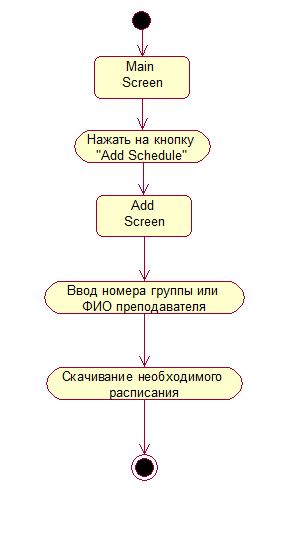 Main
Screen
Нажать на кнопку
"Add Schedule"
Add
Screen
Ввод номера группы или
ФИО преподавателя
Скачивание необходимого
расписания